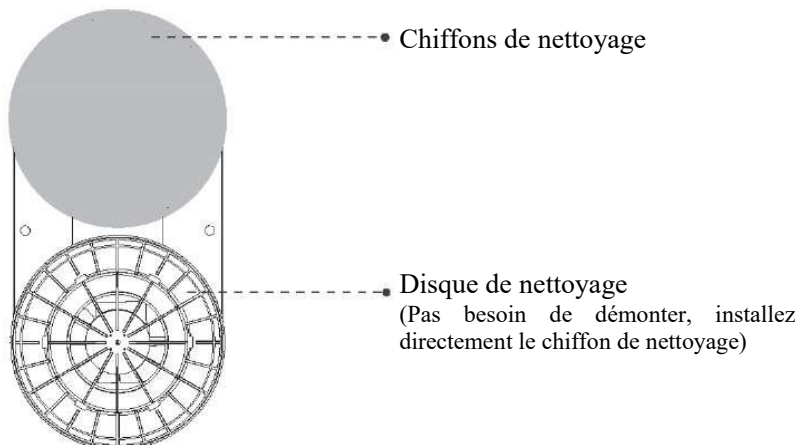 Chiffons de nettoyage
Disque de nettoyage
(Pas besoin de démonter, installez
directement le chiffon de nettoyage)